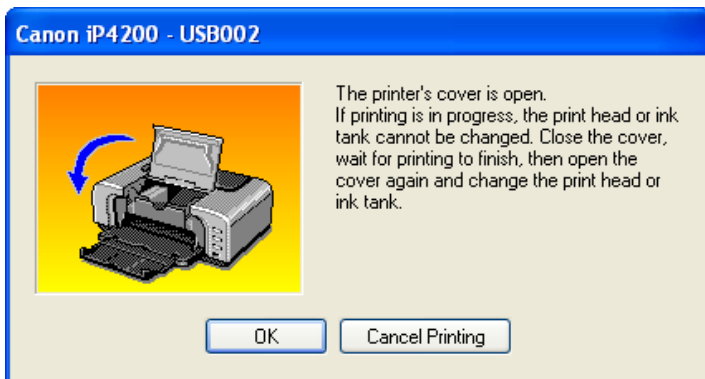 Canon iP4200 - USB002
The printer's cover is open.
If printing is in progress, the print head or ink
tank cannot be changed. Close the cover,
wait for printing to finish, then open the
cover again and change the print head or
ink tank.
OK
Cancel Printing